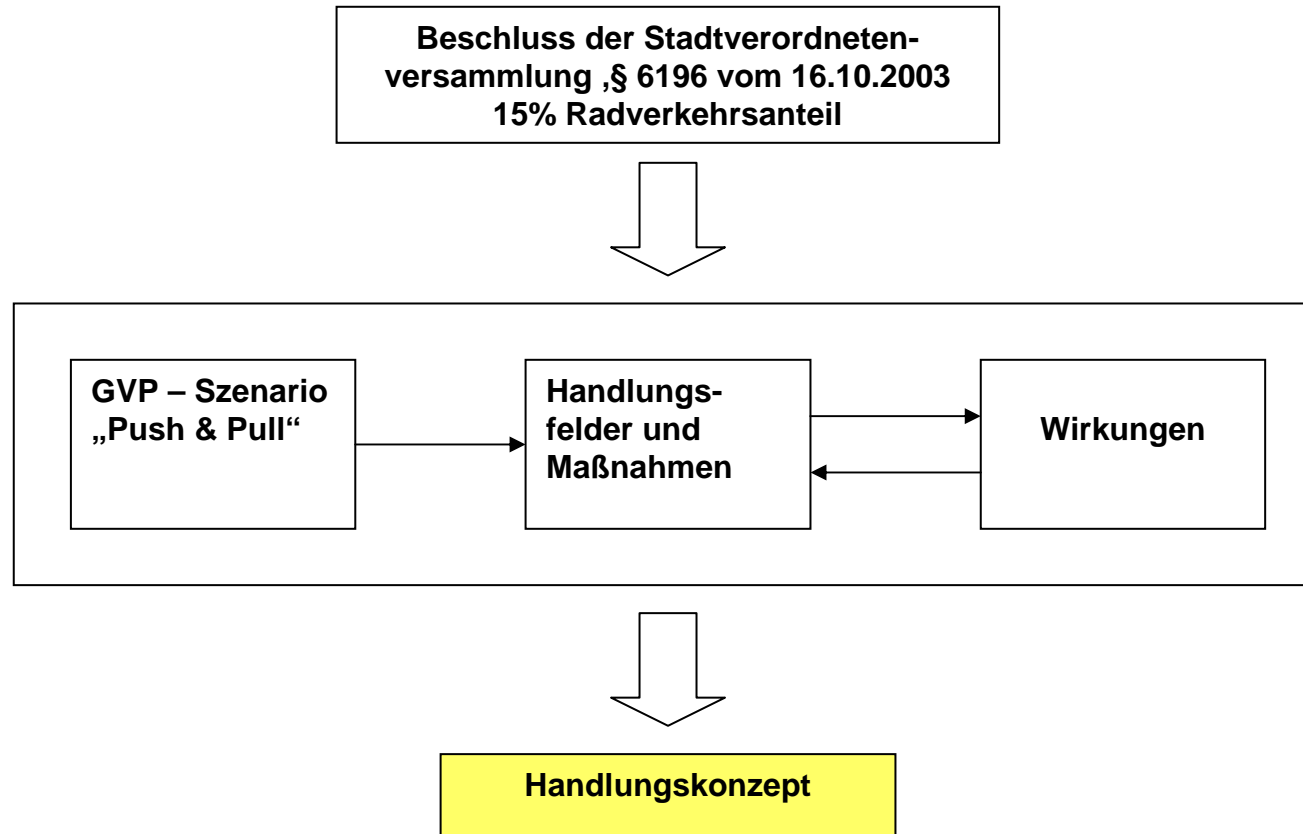 Beschluss der Stadtverordneten-
versammlung ,§ 6196 vom 16.10.2003
15% Radverkehrsanteil
GVP – Szenario
„Push & Pull“
Handlungs-
felder und
Maßnahmen
Wirkungen
Handlungskonzept